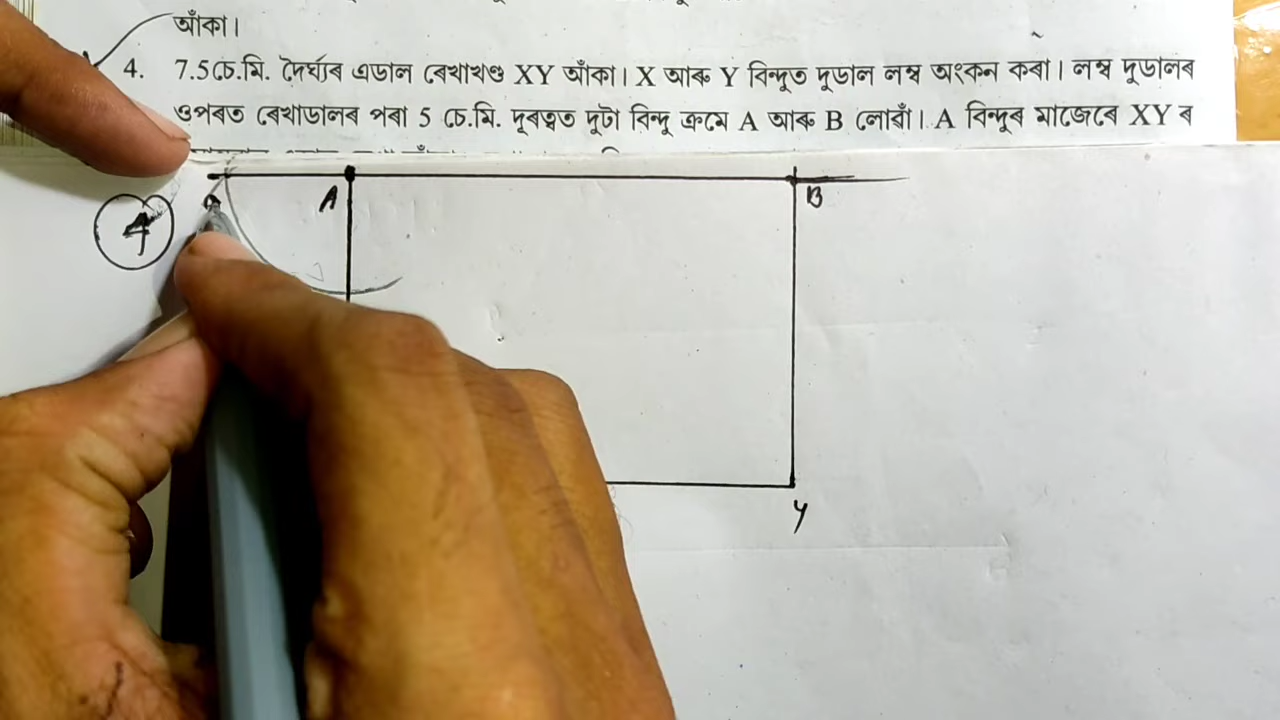 আঁকা।
4. 7.5চে.মি. দৈৰ্ঘ্যৰ এডাল ৰেখাখণ্ড XY আঁকা। X আৰু Y বিন্দুত দুডাল লম্ব অংকন কৰা। লম্ব দুডালৰ
ওপৰত ৰেখাডালৰ পৰা 5 চে.মি. দূৰত্বত দুটা বিন্দু ক্ৰমে A আৰু B লোৱাঁ। A বিন্দুৰ মাজেৰে XY ৰ
4
A
B
Y